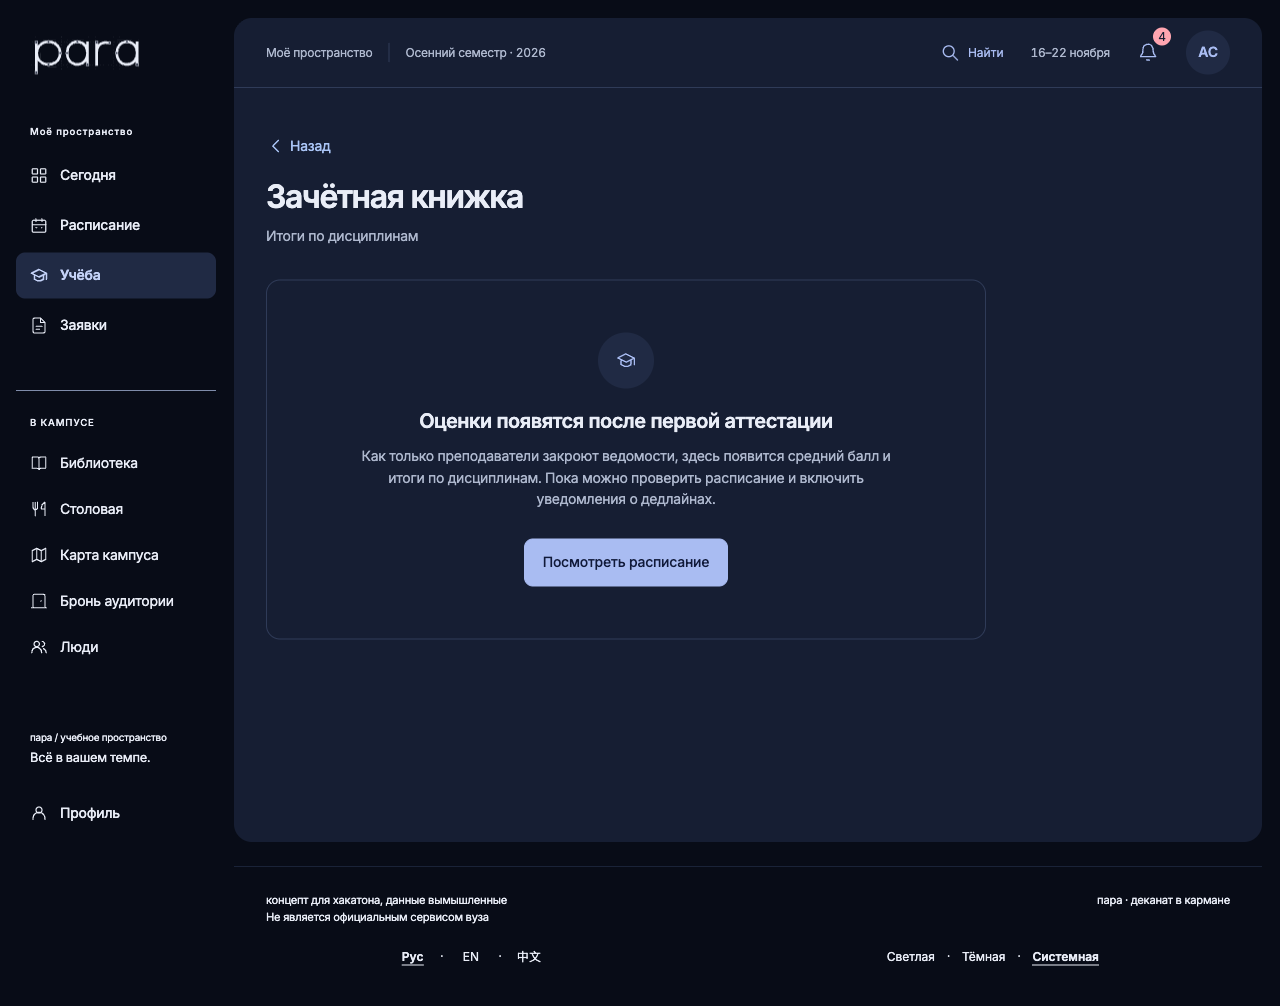 para
Моё пространство
Сегодня
Расписание
Учёба
Заявки
В КАМПУСЕ
Библиотека
Столовая
Карта кампуса
Бронь аудитории
Люди
пара / учебное пространство
Всё в вашем темпе.
Профиль
Моё пространство
Осенний семестр · 2026
Найти
16–22 ноября
4
АС
Назад
Зачётная книжка
Итоги по дисциплинам
Оценки появятся после первой аттестации
Как только преподаватели закроют ведомости, здесь появится средний балл и
итоги по дисциплинам. Пока можно проверить расписание и включить
уведомления о дедлайнах.
Посмотреть расписание
концепт для хакатона, данные вымышленные
Не является официальным сервисом вуза
пара · деканат в кармане
Рус · EN · 中文
Светлая · Тёмная · Системная